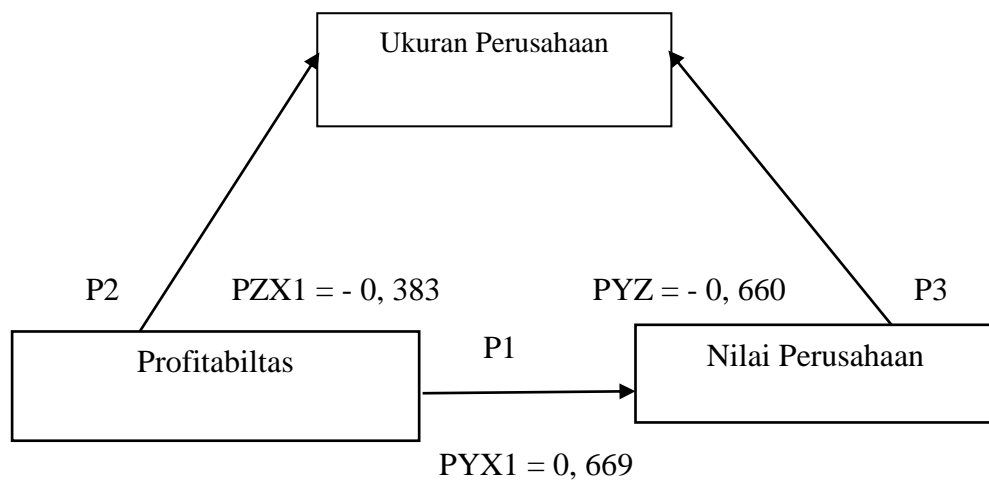 Ukuran Perusahaan
P2
PZX1 = - 0, 383
PYZ = - 0, 660
P3
Profitabiltas
P1
Nilai Perusahaan
PYX1 = 0, 669